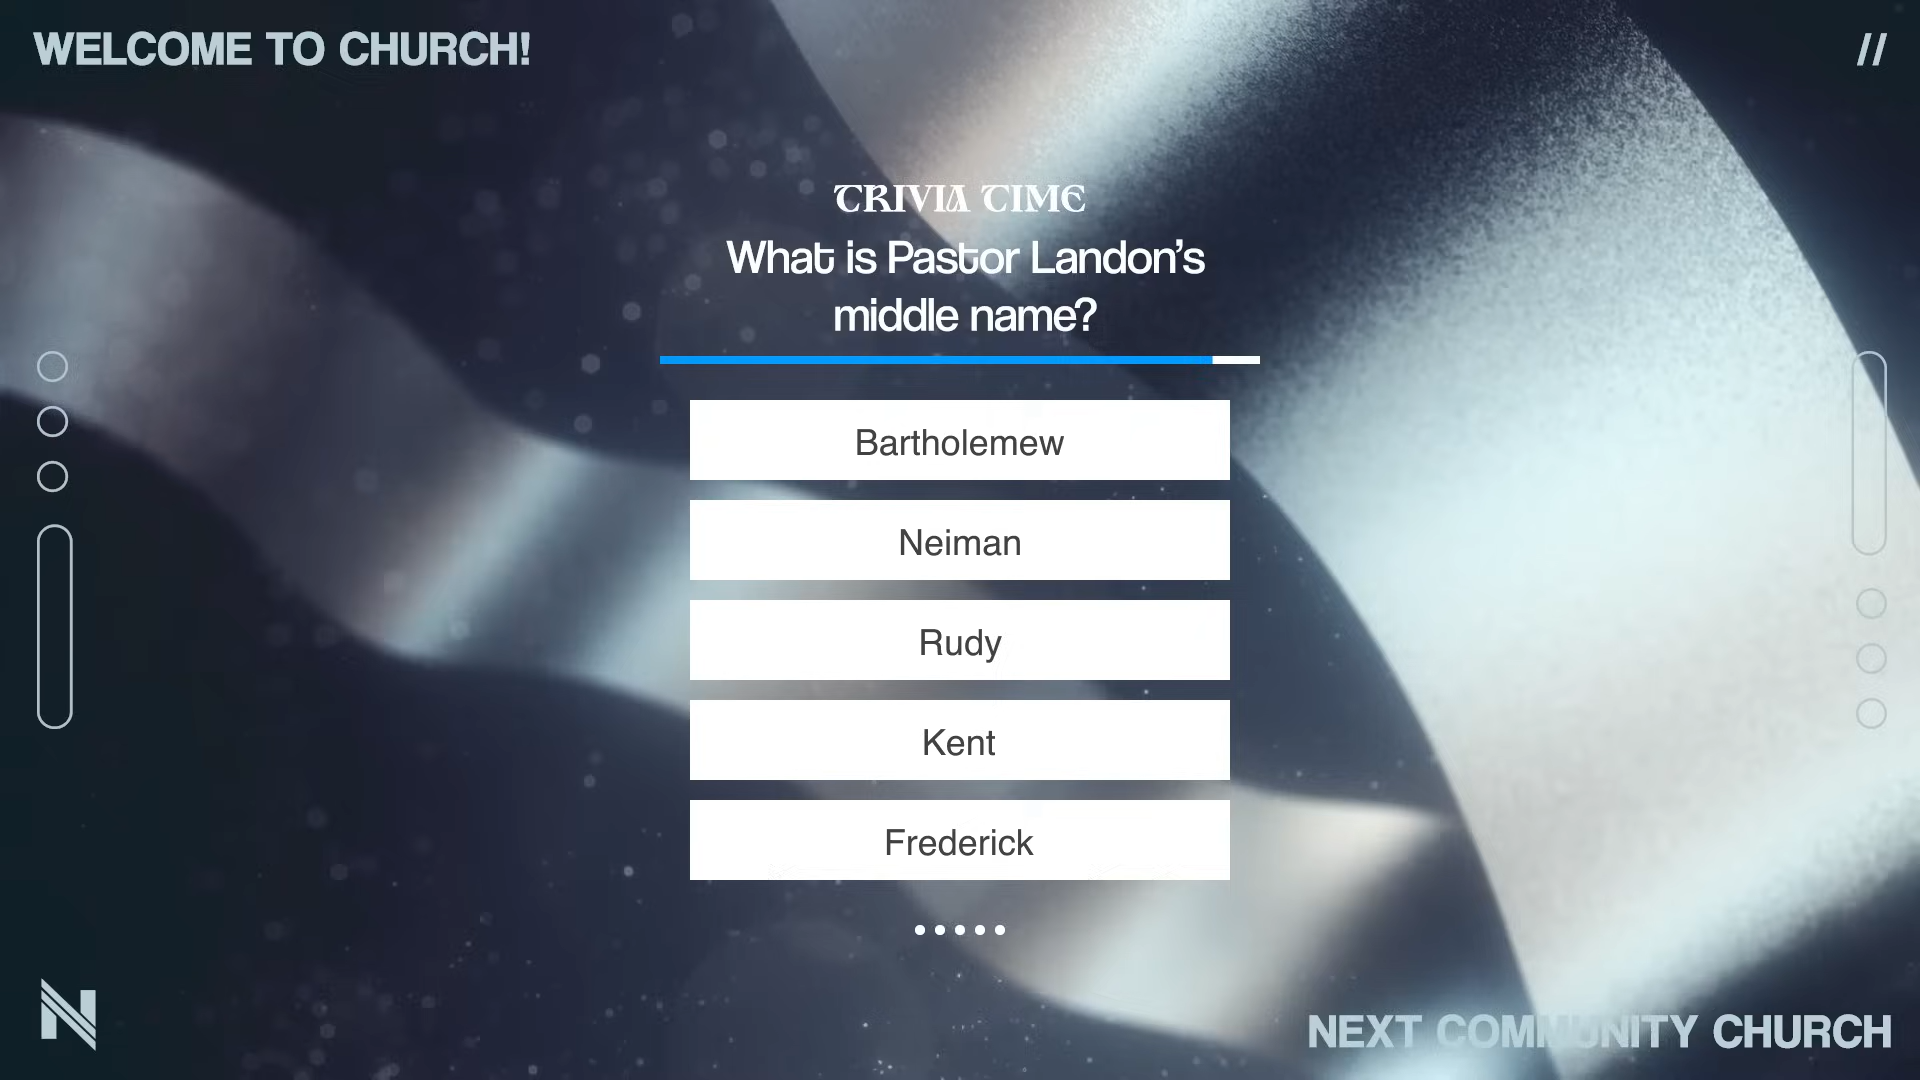 WELCOME TO CHURCH!
//
TRIVIA TIME
What is Pastor Landon’s
middle name?
Bartholemew
Neiman
Rudy
Kent
Frederick
N
NEXT COMMUNITY CHURCH